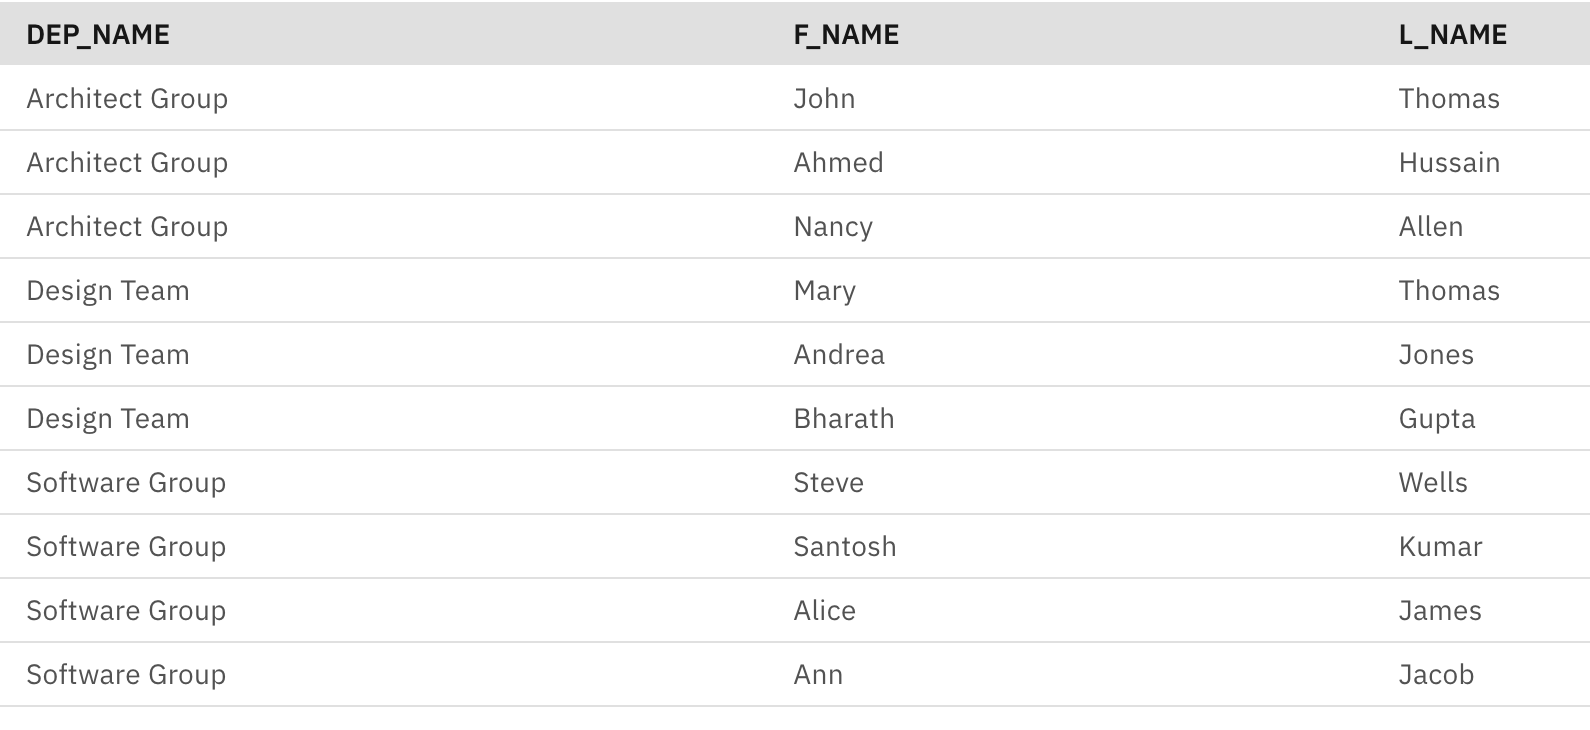 DEP_NAME F_NAME L_NAME
Architect Group John Thomas
Architect Group Ahmed Hussain
Architect Group Nancy Allen
Design Team Mary Thomas
Design Team Andrea Jones
Design Team Bharath Gupta
Software Group Steve Wells
Software Group Santosh Kumar
Software Group Alice James
Software Group Ann Jacob